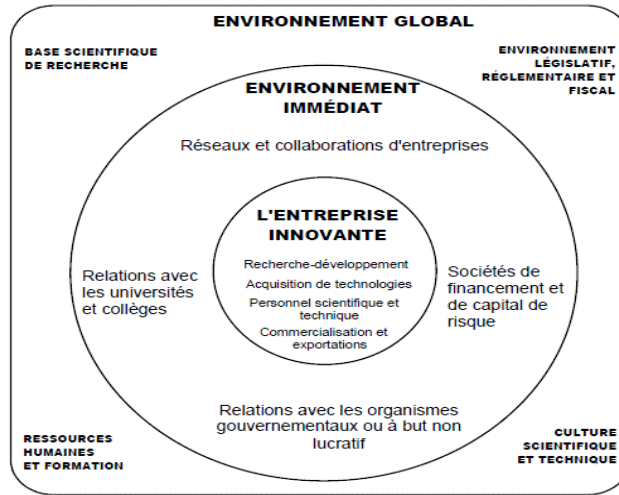 ENVIRONNEMENT GLOBAL
BASE SCIENTIFIQUE
DE RECHERCHE
ENVIRONNEMENT
LÉGISLATIF,
RÉGLEMENTAIRE ET
FISCAL
ENVIRONNEMENT
IMMÉDIAT
Réseaux et collaborations d'entreprises
L'ENTREPRISE
INNOVANTE
Recherche-développement
Acquisition de technologies
Personnel scientifique et
technique
Commercialisation et
exportations
Relations avec
les universités
et collèges
Sociétés de
financement et
de capital de
risque
Relations avec les organismes
gouvernementaux ou à but non
lucratif
RESSOURCES
HUMAINES
ET FORMATION
CULTURE
SCIENTIFIQUE
ET TECHNIQUE